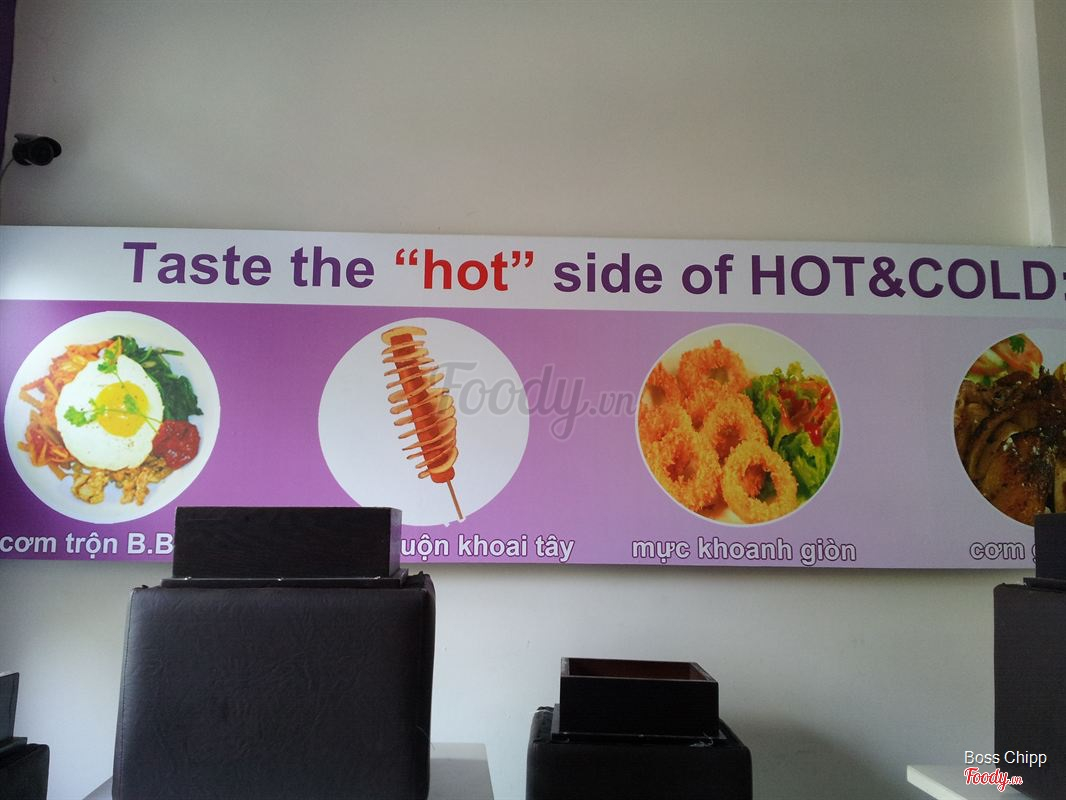 Taste the “hot” side of HOT&COLD:
Foody.vn
cơm trộn B.B
uộn khoai tây
mực khoanh giòn
cơm
Boss Chipp
Foody.vn